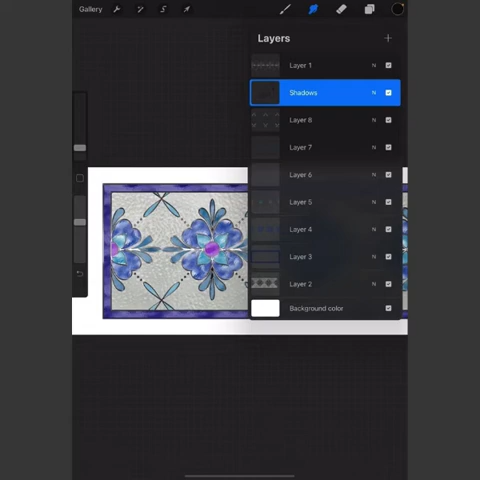 Gallery
Layers
Layer 1 N
Shadows N
Layer 8 N
Layer 7 N
Layer 6 N
Layer 5 N
Layer 4 N
Layer 3 N
Layer 2 N
Background color